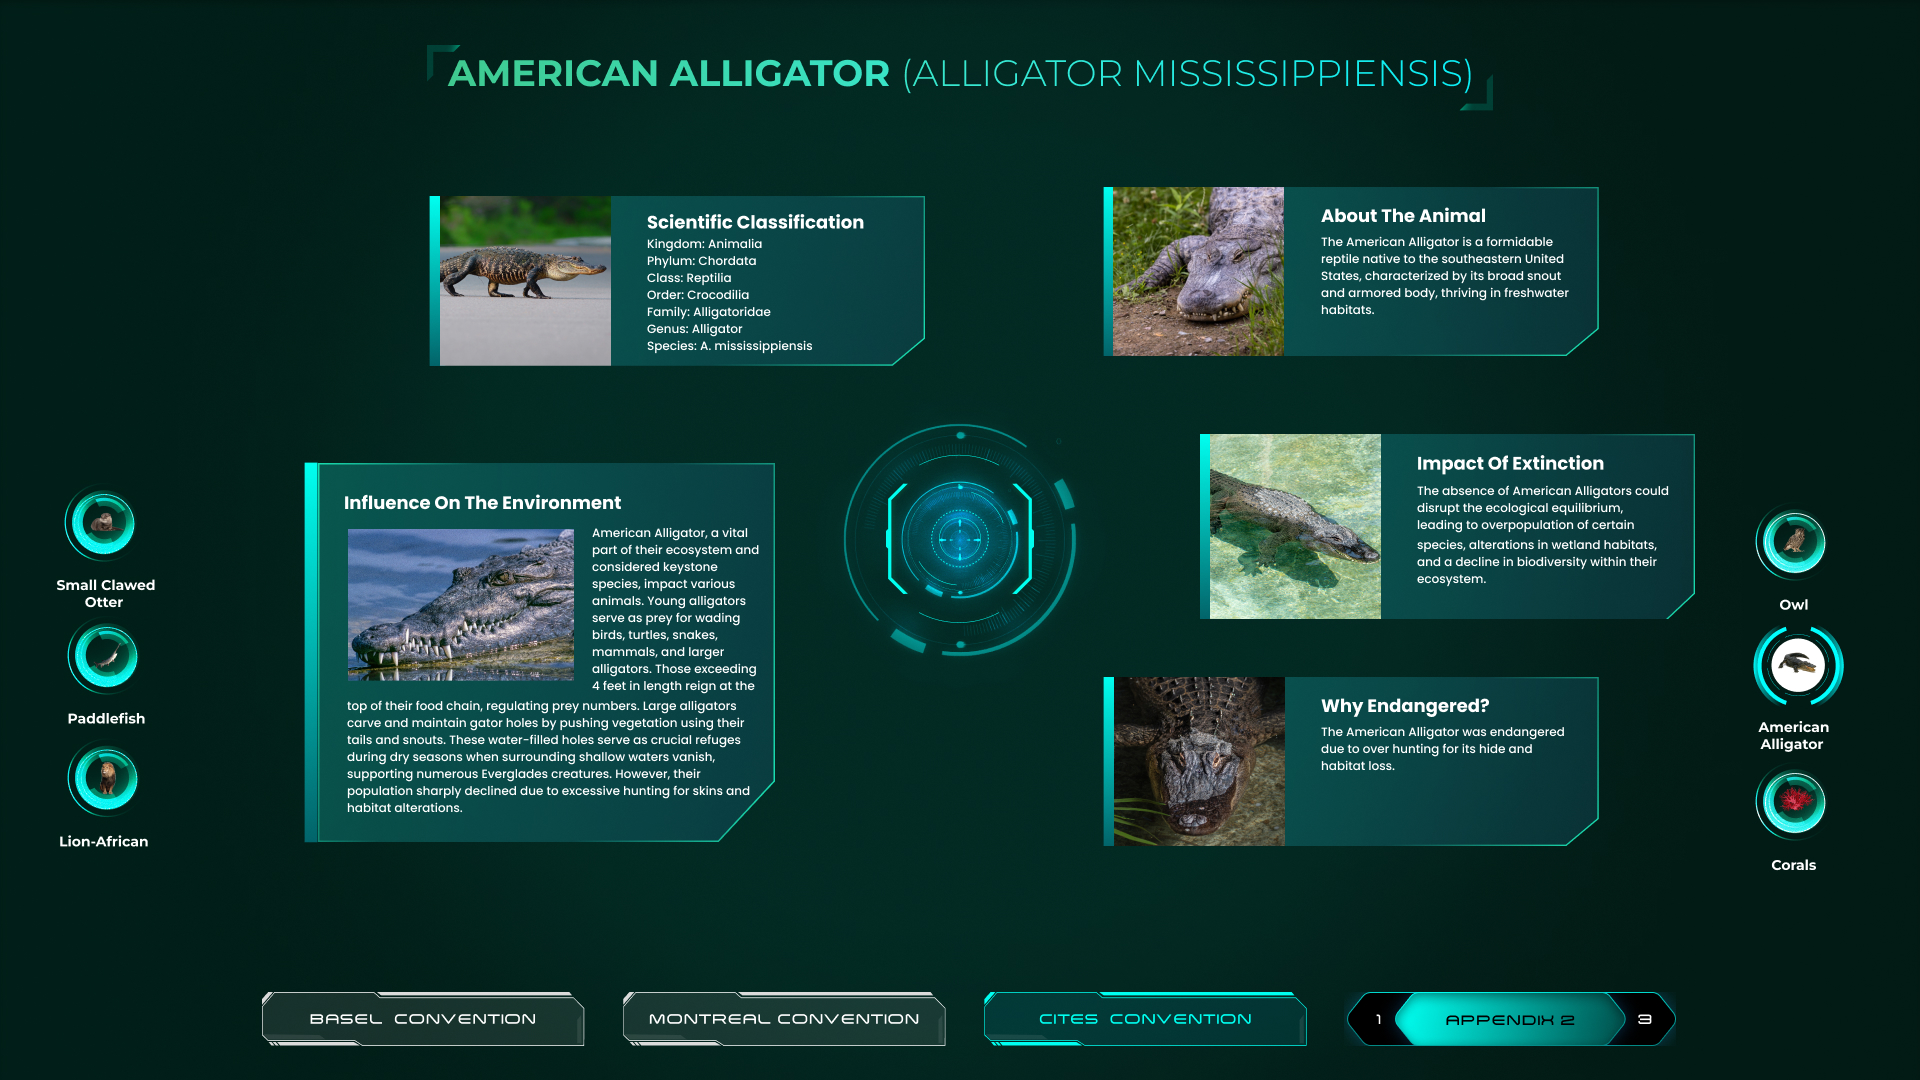 AMERICAN ALLIGATOR (ALLIGATOR MISSISSIPPIENSIS)
Scientific Classification
Kingdom: Animalia
Phylum: Chordata
Class: Reptilia
Order: Crocodilia
Family: Alligatoridae
Genus: Alligator
Species: A. mississippiensis
About The Animal
The American Alligator is a formidable
reptile native to the southeastern United
States, characterized by its broad snout
and armored body, thriving in freshwater
habitats.
Influence On The Environment
American Alligator, a vital
part of their ecosystem and
considered keystone
species, impact various
animals. Young alligators
serve as prey for wading
birds, turtles, snakes,
mammals, and larger
alligators. Those exceeding
4 feet in length reign at the
top of their food chain, regulating prey numbers. Large alligators
carve and maintain gator holes by pushing vegetation using their
tails and snouts. These water-filled holes serve as crucial refuges
during dry seasons when surrounding shallow waters vanish,
supporting numerous Everglades creatures. However, their
population sharply declined due to excessive hunting for skins and
habitat alterations.
Impact Of Extinction
The absence of American Alligators could
disrupt the ecological equilibrium,
leading to overpopulation of certain
species, alterations in wetland habitats,
and a decline in biodiversity within their
ecosystem.
Why Endangered?
The American Alligator was endangered
due to over hunting for its hide and
habitat loss.
Small Clawed
Otter
Paddlefish
Lion-African
Owl
American
Alligator
Corals
BASEL CONVENTION
MONTREAL CONVENTION
CITES CONVENTION
1
APPENDIX 2
3